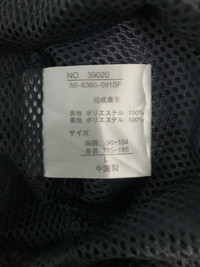 NO. 39020
50-6360-091SF
組成表示
表地 ポリエステル 100%
裏地 ポリエステル 100%
サイズ
胸囲 96-104
身長 175-185
L
中国製